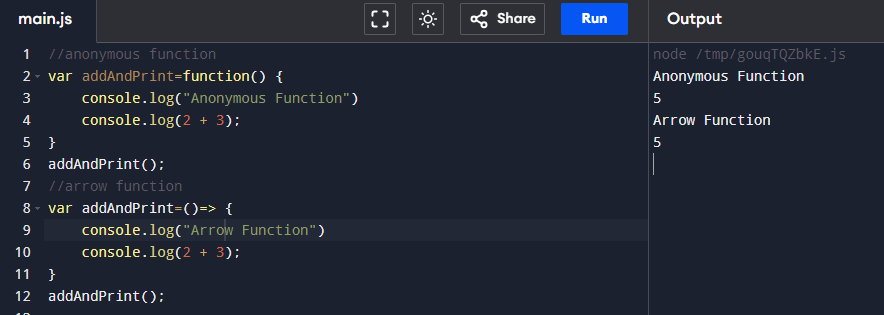 main.js Share Run Output
1 //anonymous function
2 var addAndPrint=function() {
3 console.log("Anonymous Function")
4 console.log(2 + 3);
5 }
6 addAndPrint();
7 //arrow function
8 var addAndPrint=()=> {
9 console.log("Arrow Function")
10 console.log(2 + 3);
11 }
12 addAndPrint();
node /tmp/gouqTQZbkE.js
Anonymous Function
5
Arrow Function
5